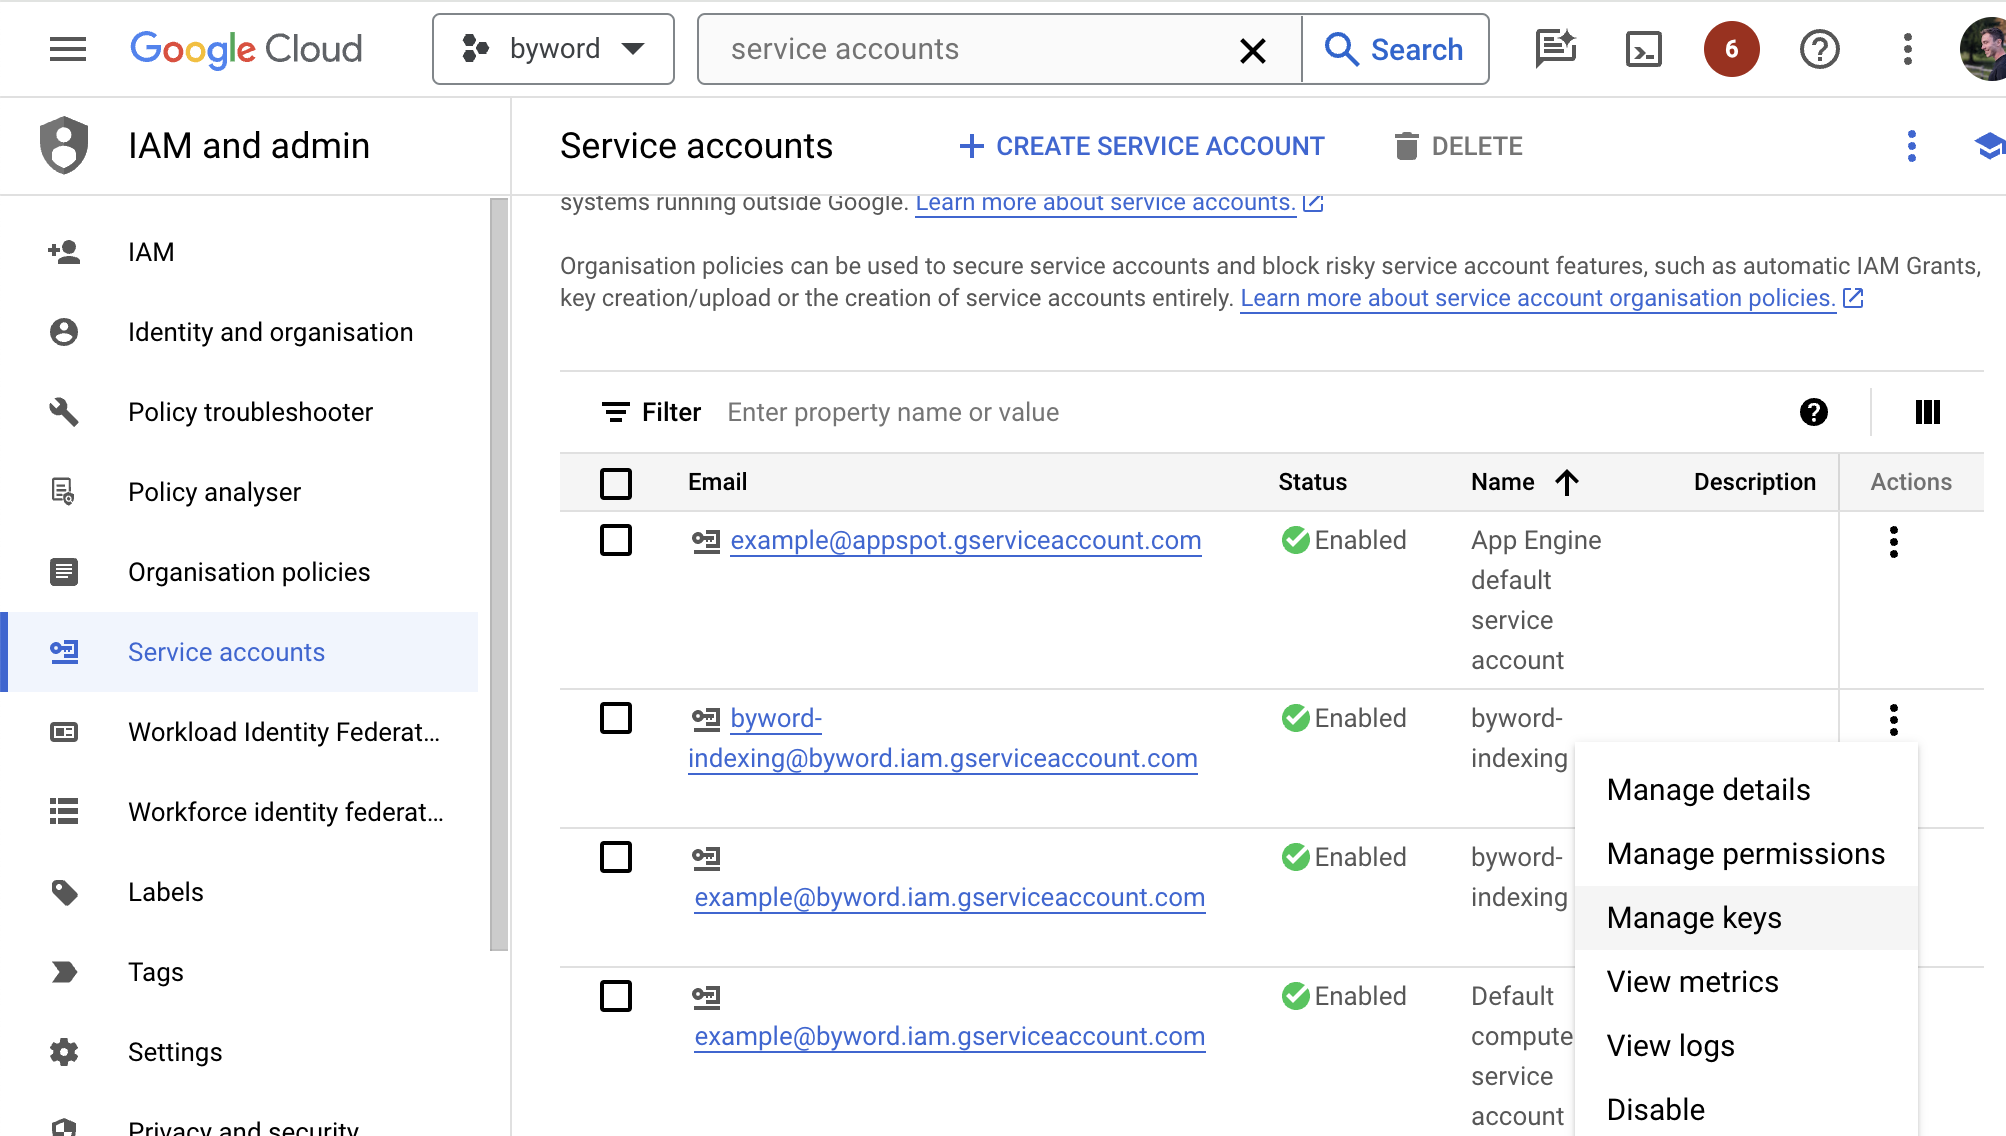 Google Cloud
byword
service accounts
Search
6
IAM and admin
Service accounts
CREATE SERVICE ACCOUNT
DELETE
IAM
Identity and organisation
Policy troubleshooter
Policy analyser
Organisation policies
Service accounts
Workload Identity Federat...
Workforce identity federat...
Labels
Tags
Settings
Privacy and security
systems running outside Google. Learn more about service accounts.
Organisation policies can be used to secure service accounts and block risky service account features, such as automatic IAM Grants,
key creation/upload or the creation of service accounts entirely. Learn more about service account organisation policies.
Filter Enter property name or value
Email Status Name Description Actions
example@appspot.gserviceaccount.com Enabled App Engine
default
service
account
byword- Enabled byword-
indexing@byword.iam.gserviceaccount.com indexing
Enabled byword-
example@byword.iam.gserviceaccount.com indexing
Enabled Default
example@byword.iam.gserviceaccount.com compute
service
account
Manage details
Manage permissions
Manage keys
View metrics
View logs
Disable